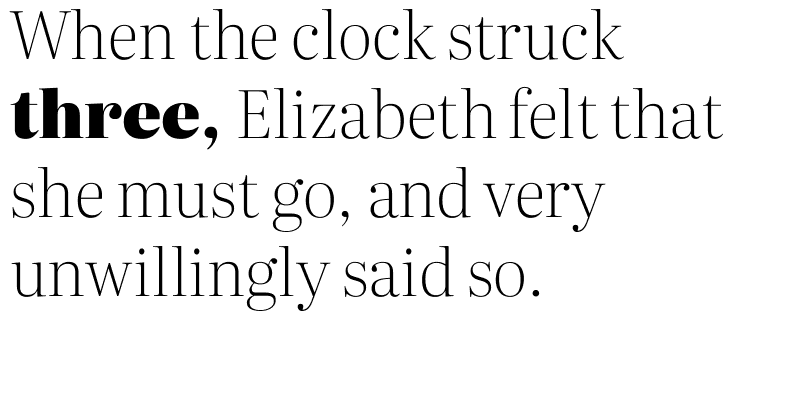 When the clock struck
three, Elizabeth felt that
she must go, and very
unwillingly said so.